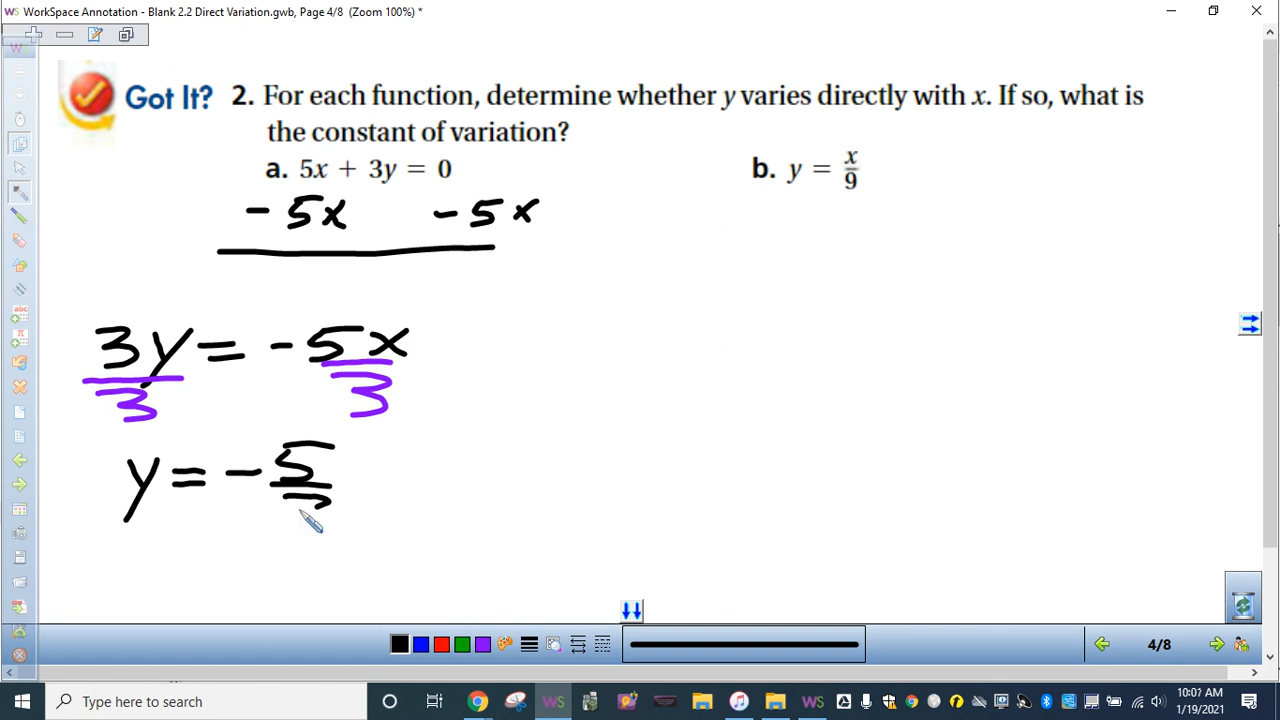 WorkSpace Annotation - Blank 2.2 Direct Variation.gwb, Page 4/8 (Zoom 100%) *
Got It? 2. For each function, determine whether y varies directly with x. If so, what is
the constant of variation?
a. 5x + 3y = 0 b. y = x/9
- 5x - 5x
3y = - 5x
3 3
y = - 5
4/8
Type here to search
10:07 AM
1/19/2021